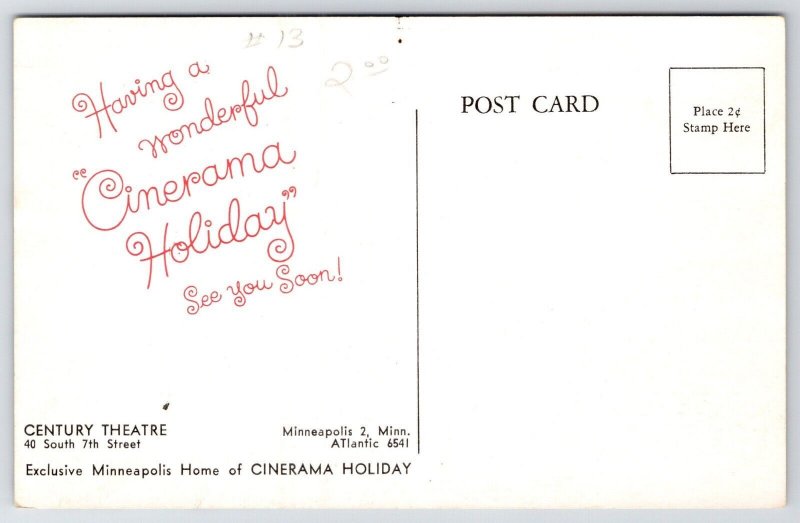 # 13
2.00
Having a
wonderful
"Cinerama
Holiday"
See You Soon!
POST CARD
Place 2¢
Stamp Here
CENTURY THEATRE
40 South 7th Street
Minneapolis 2, Minn.
ATlantic 6541
Exclusive Minneapolis Home of CINERAMA HOLIDAY